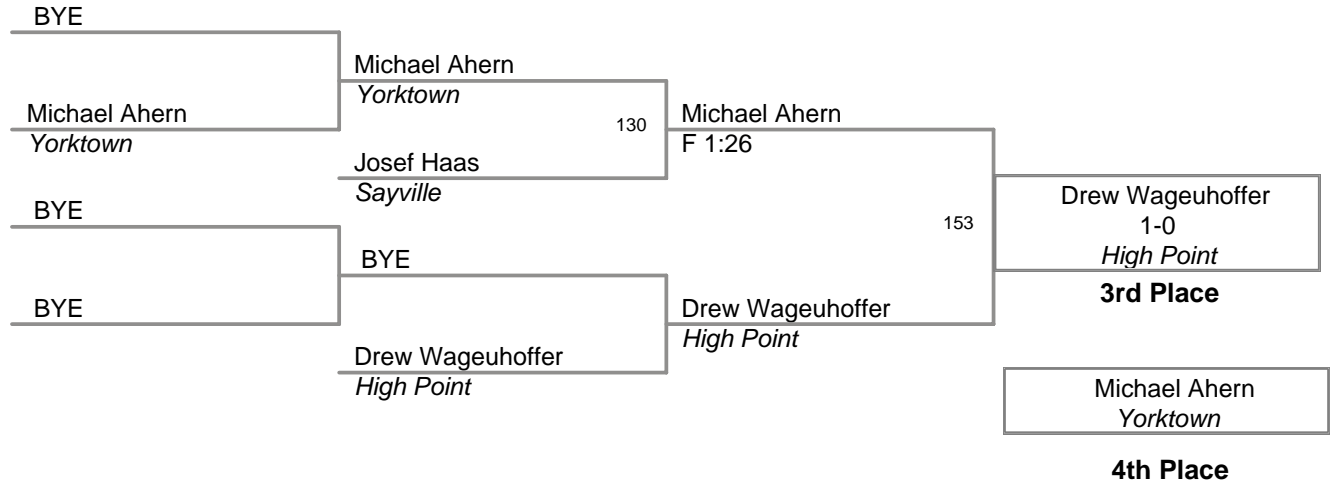 BYE
Michael Ahern
Yorktown
Michael Ahern
Yorktown
130
Michael Ahern
F 1:26
Josef Haas
Sayville
BYE
BYE
BYE
Drew Wageuhoffer
High Point
Drew Wageuhoffer
High Point
153
Drew Wageuhoffer
1-0
High Point
3rd Place
Michael Ahern
Yorktown
4th Place